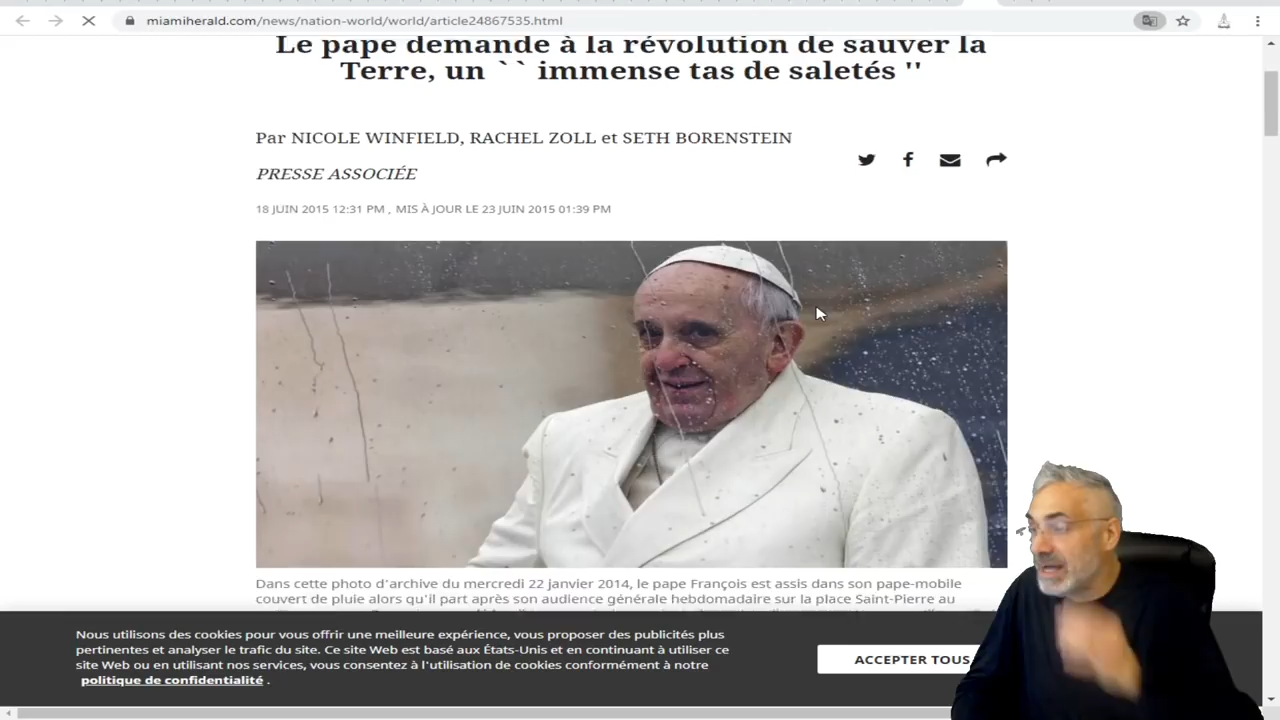 miamiherald.com/news/nation-world/world/article24867535.html
Le pape demande à la révolution de sauver la
Terre, un `` immense tas de saletés ''
Par NICOLE WINFIELD, RACHEL ZOLL et SETH BORENSTEIN
PRESSE ASSOCIÉE
18 JUIN 2015 12:31 PM , MIS À JOUR LE 23 JUIN 2015 01:39 PM
Dans cette photo d'archive du mercredi 22 janvier 2014, le pape François est assis dans son pape-mobile
couvert de pluie alors qu'il part après son audience générale hebdomadaire sur la place Saint-Pierre au
Nous utilisons des cookies pour vous offrir une meilleure expérience, vous proposer des publicités plus
pertinentes et analyser le trafic du site. Ce site Web est basé aux États-Unis et en continuant à utiliser ce
site Web ou en utilisant nos services, vous consentez à l'utilisation de cookies conformément à notre
politique de confidentialité .
ACCEPTER TOUS